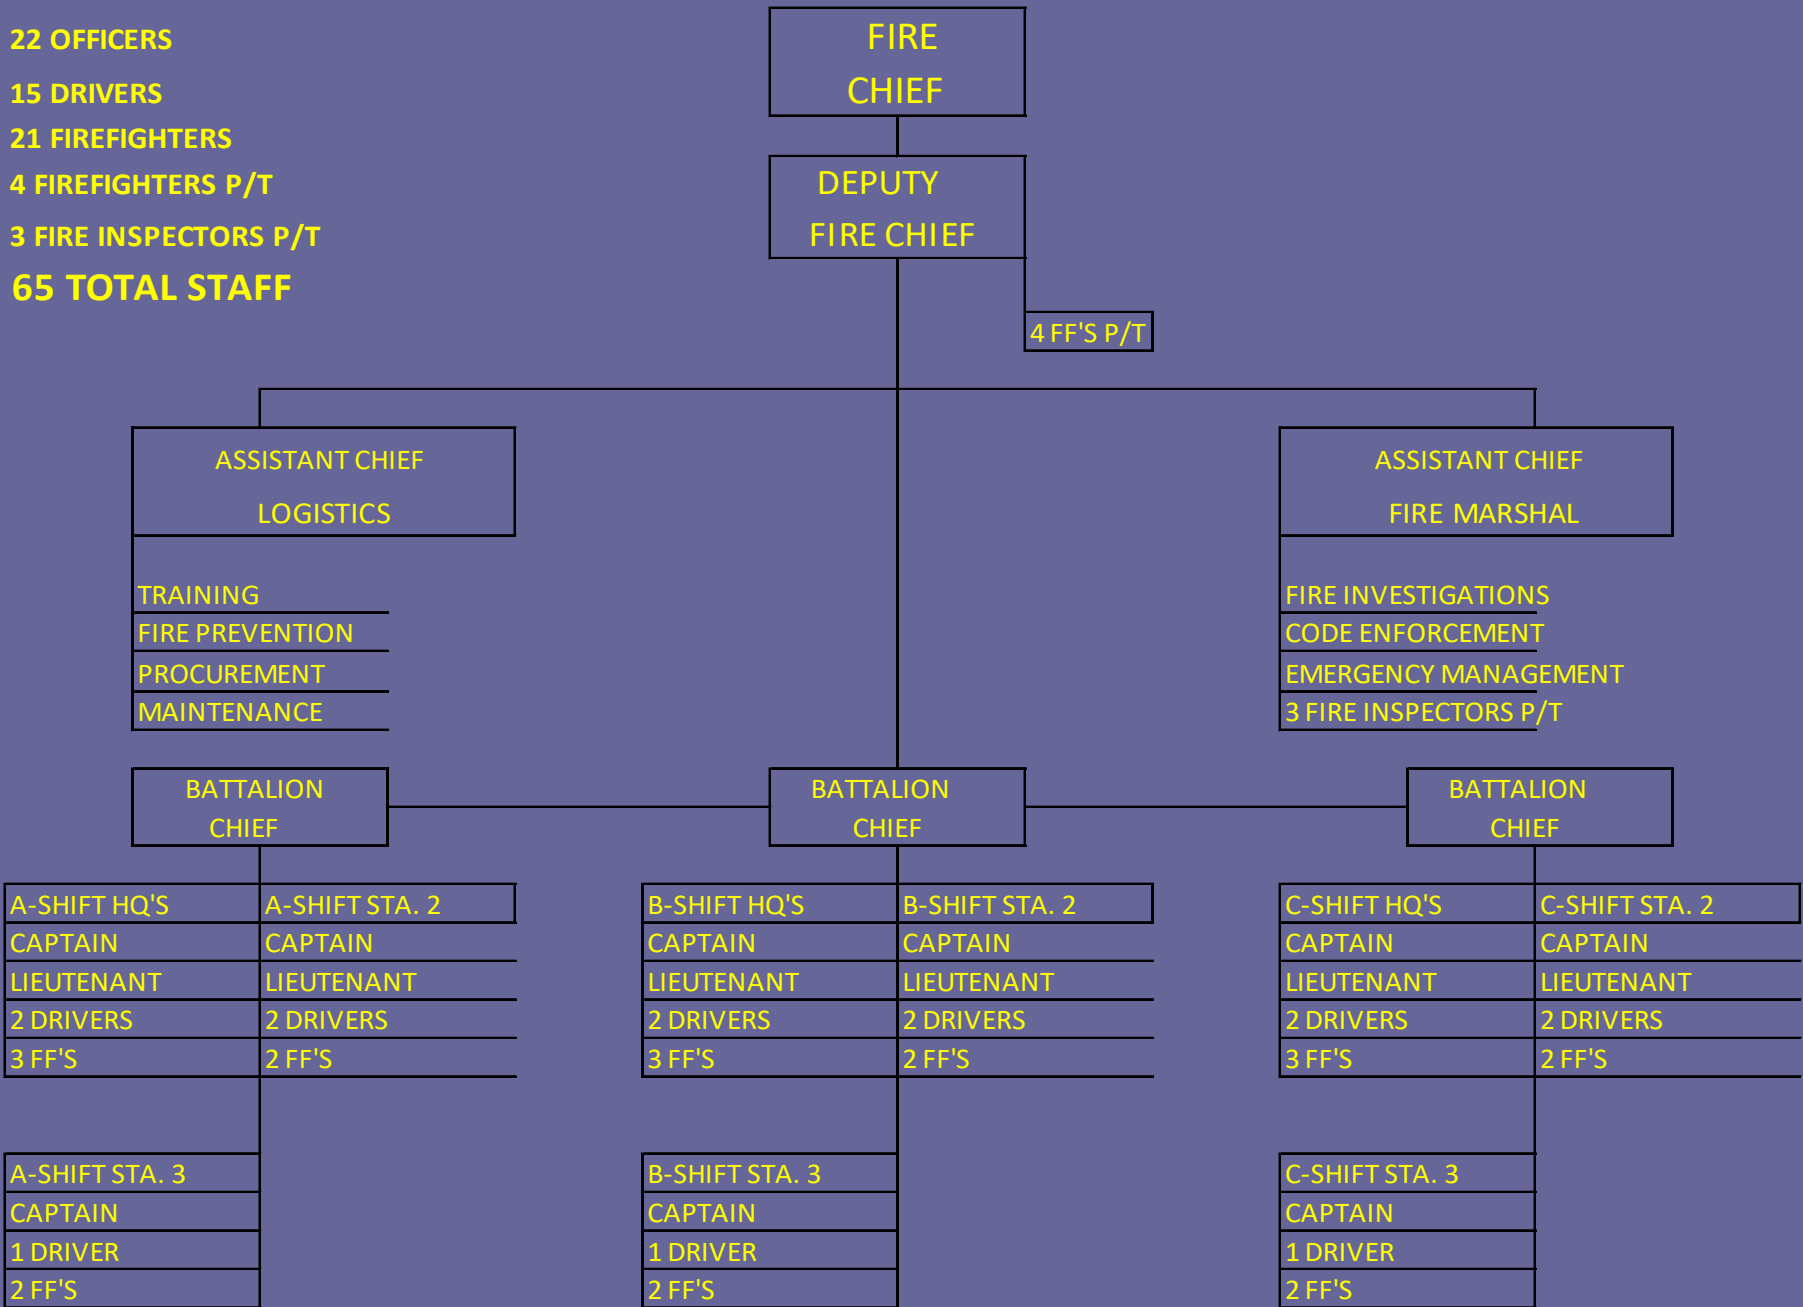 22 OFFICERS
15 DRIVERS
21 FIREFIGHTERS
4 FIREFIGHTERS P/T
3 FIRE INSPECTORS P/T
65 TOTAL STAFF
FIRE
CHIEF
DEPUTY
FIRE CHIEF
4 FF'S P/T
ASSISTANT CHIEF
LOGISTICS
TRAINING
FIRE PREVENTION
PROCUREMENT
MAINTENANCE
ASSISTANT CHIEF
FIRE MARSHAL
FIRE INVESTIGATIONS
CODE ENFORCEMENT
EMERGENCY MANAGEMENT
3 FIRE INSPECTORS P/T
BATTALION
CHIEF
A-SHIFT HQ'S
CAPTAIN
LIEUTENANT
2 DRIVERS
3 FF'S
A-SHIFT STA. 2
CAPTAIN
LIEUTENANT
2 DRIVERS
2 FF'S
A-SHIFT STA. 3
CAPTAIN
1 DRIVER
2 FF'S
BATTALION
CHIEF
B-SHIFT HQ'S
CAPTAIN
LIEUTENANT
2 DRIVERS
3 FF'S
B-SHIFT STA. 2
CAPTAIN
LIEUTENANT
2 DRIVERS
2 FF'S
B-SHIFT STA. 3
CAPTAIN
1 DRIVER
2 FF'S
BATTALION
CHIEF
C-SHIFT HQ'S
CAPTAIN
LIEUTENANT
2 DRIVERS
3 FF'S
C-SHIFT STA. 2
CAPTAIN
LIEUTENANT
2 DRIVERS
2 FF'S
C-SHIFT STA. 3
CAPTAIN
1 DRIVER
2 FF'S